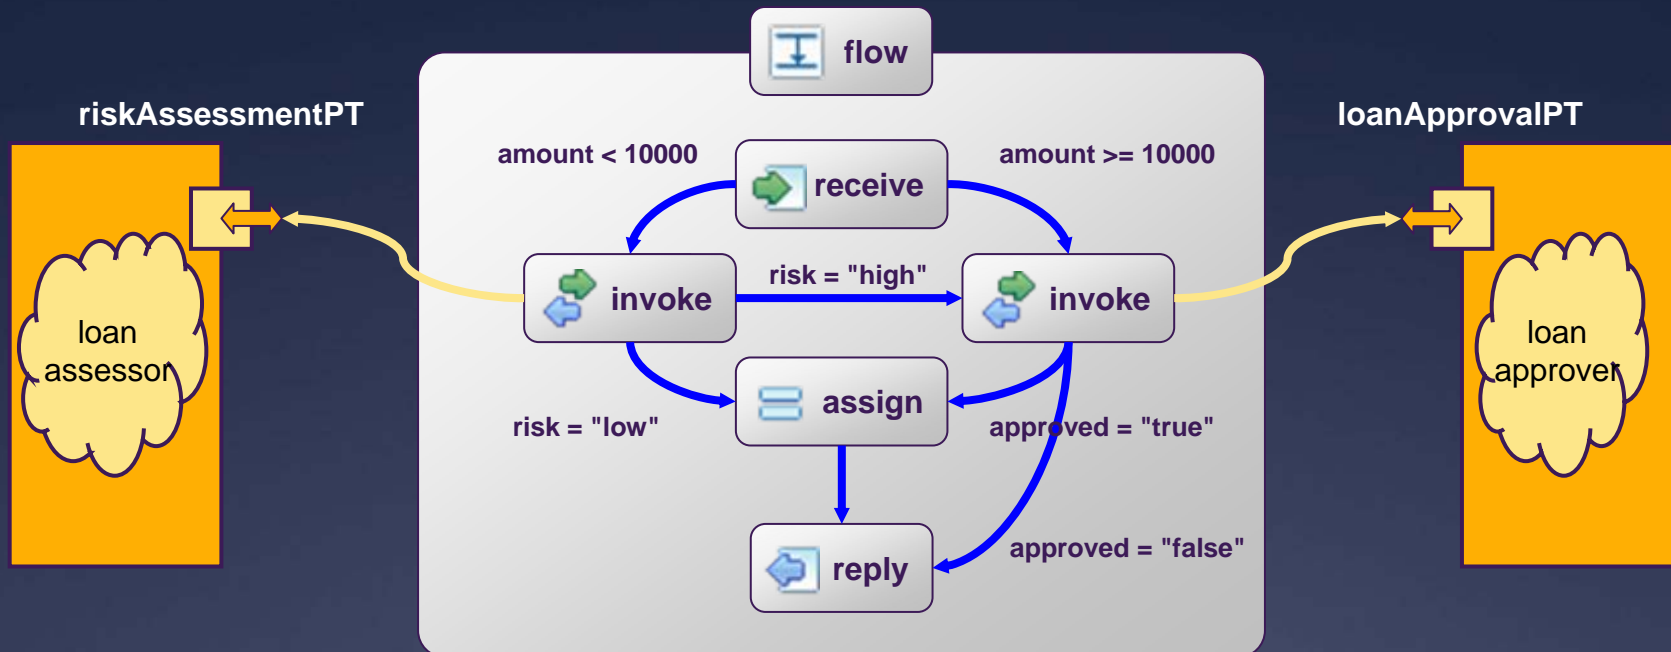 flow
riskAssessmentPT
loanApprovalPT
amount < 10000
amount >= 10000
receive
risk = "high"
invoke
invoke
loan
assessor
loan
approver
assign
risk = "low"
approved = "true"
approved = "false"
reply